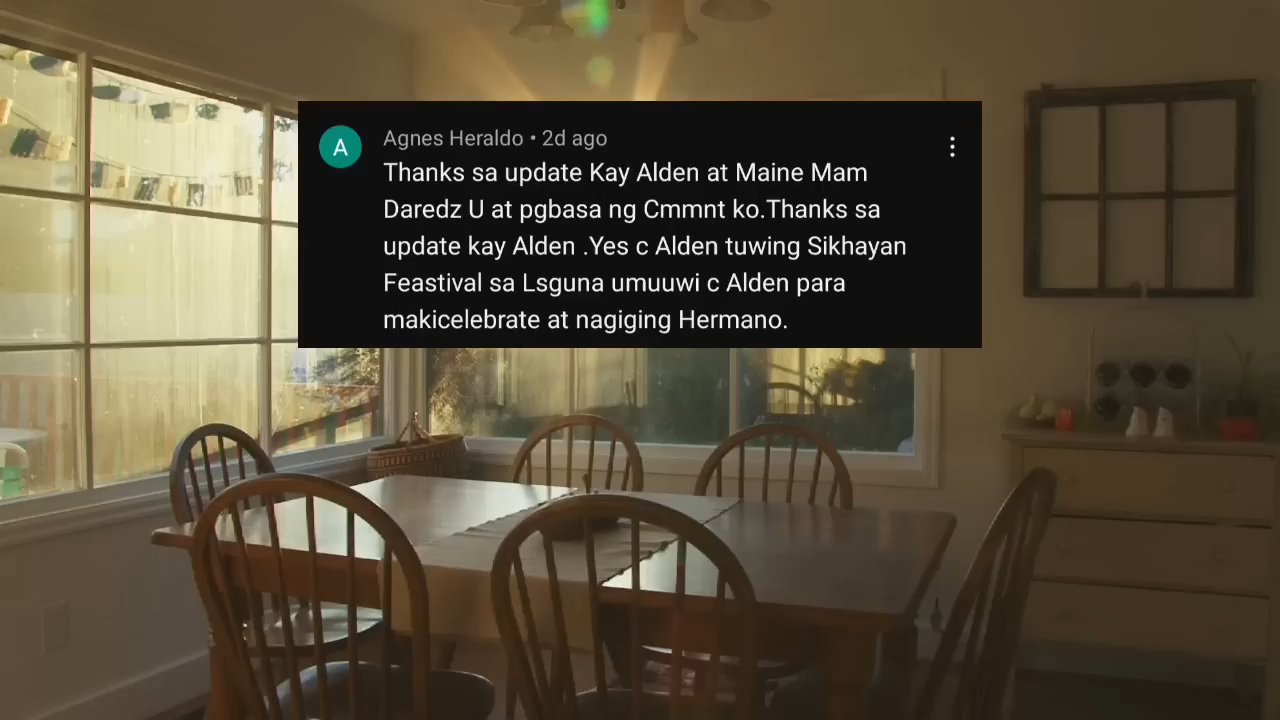 A
Agnes Heraldo • 2d ago
Thanks sa update Kay Alden at Maine Mam
Daredz U at pgbasa ng Cmmnt ko.Thanks sa
update kay Alden .Yes c Alden tuwing Sikhayan
Feastival sa Lsguna umuuwi c Alden para
makicelebrate at nagiging Hermano.